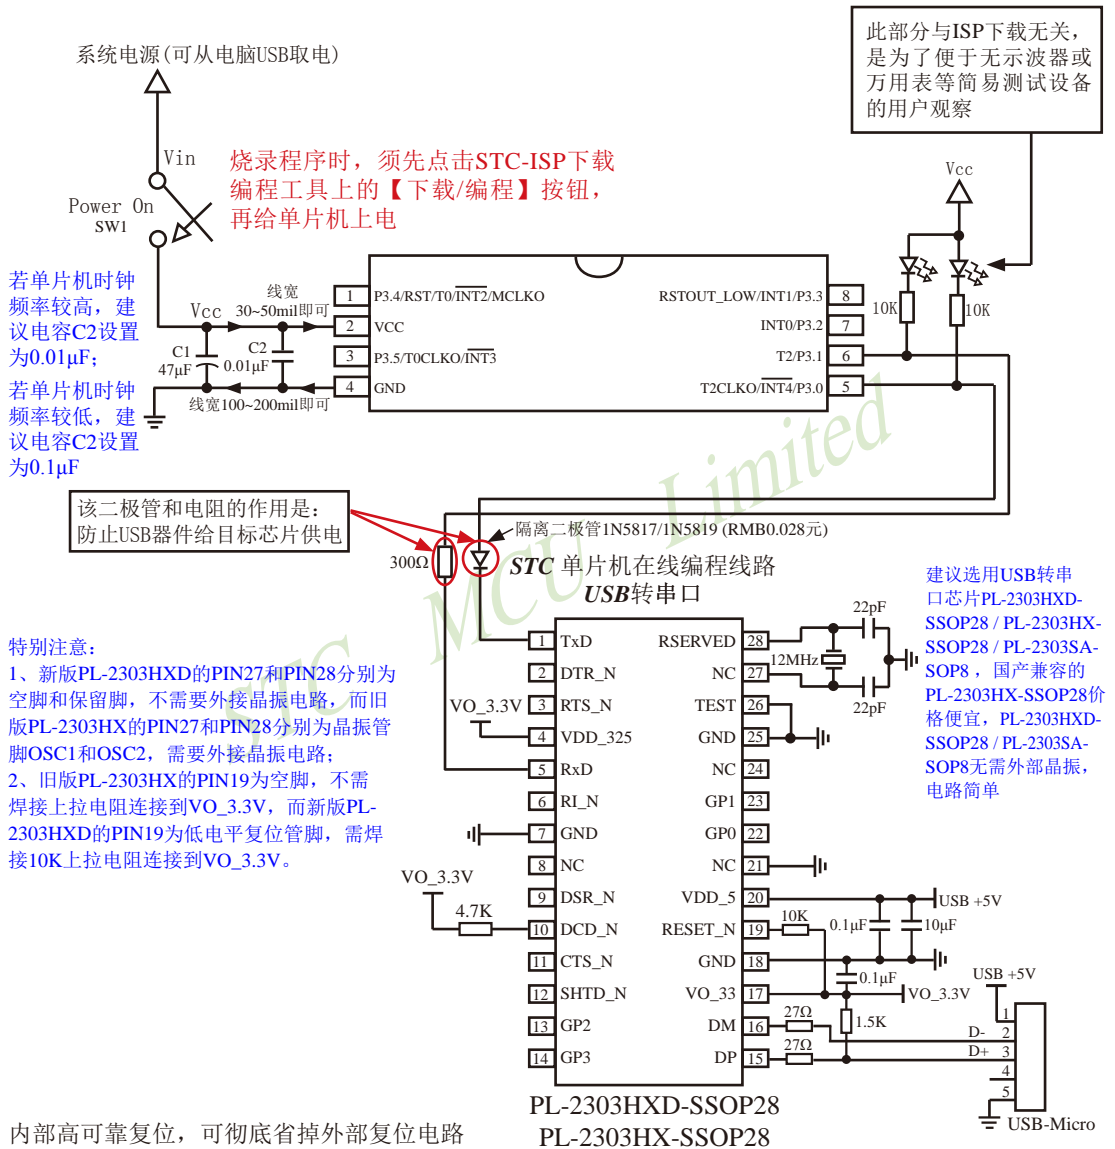 系统电源(可从电脑USB取电)
Vin
Power On
SW1
烧录程序时，须先点击STC-ISP下载
编程工具上的【下载/编程】按钮，
再给单片机上电
此部分与ISP下载无关，
是为了便于无示波器或
万用表等简易测试设备
的用户观察
Vcc
10K
10K
若单片机时钟
频率较高，建
议电容C2设置
为0.01μF；
若单片机时钟
频率较低，建
议电容C2设置
为0.1μF
Vcc
线宽
30~50mil即可
C1
47μF
C2
0.01μF
线宽100~200mil即可
1 P3.4/RST/T0/INT2/MCLKO
2 VCC
3 P3.5/T0CLKO/INT3
4 GND
RSTOUT_LOW/INT1/P3.3 8
INT0/P3.2 7
T2/P3.1 6
T2CLKO/INT4/P3.0 5
该二极管和电阻的作用是：
防止USB器件给目标芯片供电
300Ω
隔离二极管1N5817/1N5819 (RMB0.028元)
STC 单片机在线编程线路
USB转串口
STC MCU Limited
特别注意：
1、新版PL-2303HXD的PIN27和PIN28分别为
空脚和保留脚，不需要外接晶振电路，而旧
版PL-2303HX的PIN27和PIN28分别为晶振管
脚OSC1和OSC2，需要外接晶振电路；
2、旧版PL-2303HX的PIN19为空脚，不需
焊接上拉电阻连接到VO_3.3V，而新版PL-
2303HXD的PIN19为低电平复位管脚，需焊
接10K上拉电阻连接到VO_3.3V。
建议选用USB转串
口芯片PL-2303HXD-
SSOP28 / PL-2303HX-
SSOP28 / PL-2303SA-
SOP8 ，国产兼容的
PL-2303HX-SSOP28价
格便宜，PL-2303HXD-
SSOP28 / PL-2303SA-
SOP8无需外部晶振，
电路简单
VO_3.3V
VO_3.3V
4.7K
1 TxD
2 DTR_N
3 RTS_N
4 VDD_325
5 RxD
6 RI_N
7 GND
8 NC
9 DSR_N
10 DCD_N
11 CTS_N
12 SHTD_N
13 GP2
14 GP3
RSERVED 28
NC 27
TEST 26
GND 25
NC 24
GP1 23
GP0 22
NC 21
VDD_5 20
RESET_N 19
GND 18
VO_33 17
DM 16
DP 15
22pF
12MHz
22pF
USB +5V
10K
0.1μF
10μF
0.1μF
VO_3.3V
27Ω
1.5K
27Ω
USB +5V
1
D- 2
D+ 3
4
5
USB-Micro
PL-2303HXD-SSOP28
PL-2303HX-SSOP28
内部高可靠复位，可彻底省掉外部复位电路